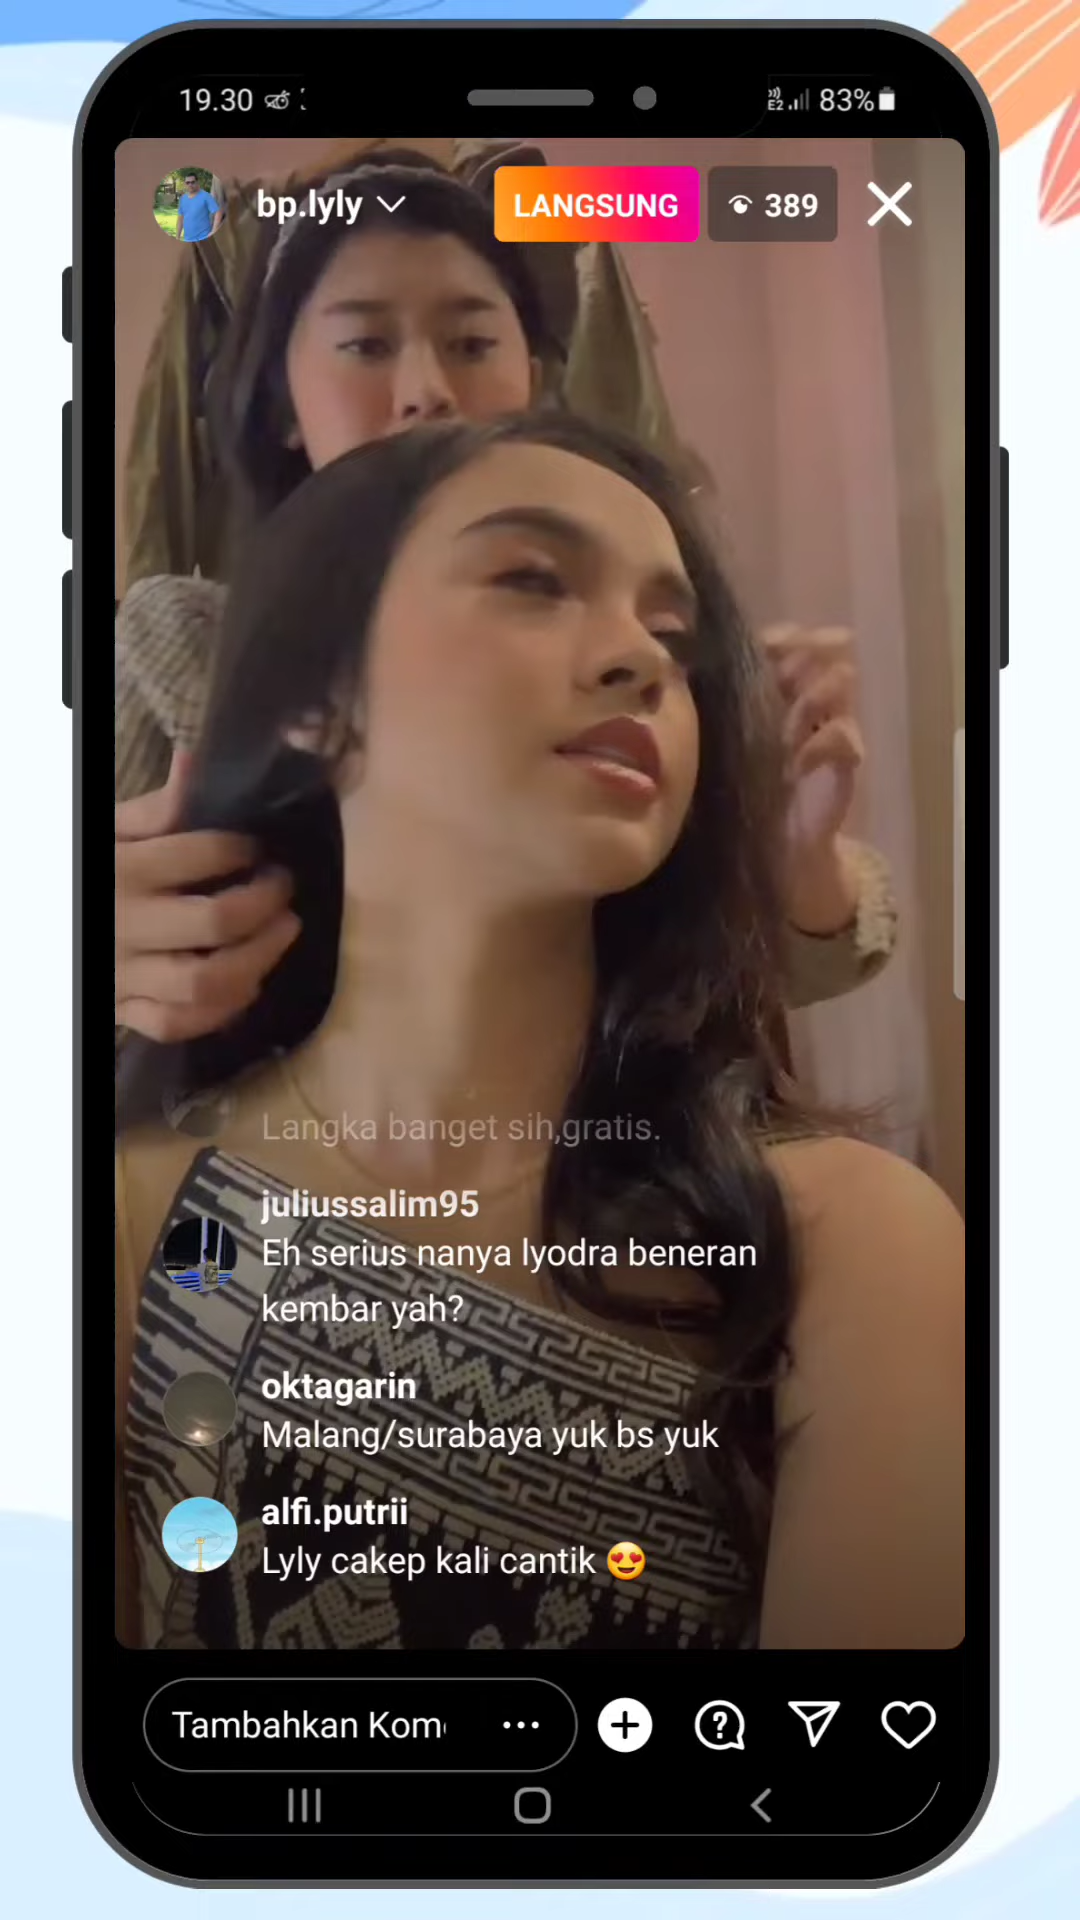 19.30
83%
bp.lyly
LANGSUNG
389
Langka banget sih,gratis.
juliussalim95
Eh serius nanya lyodra beneran
kembar yah?
oktagarin
Malang/surabaya yuk bs yuk
alfi.putrii
Lyly cakep kali cantik 😍
Tambahkan Kom